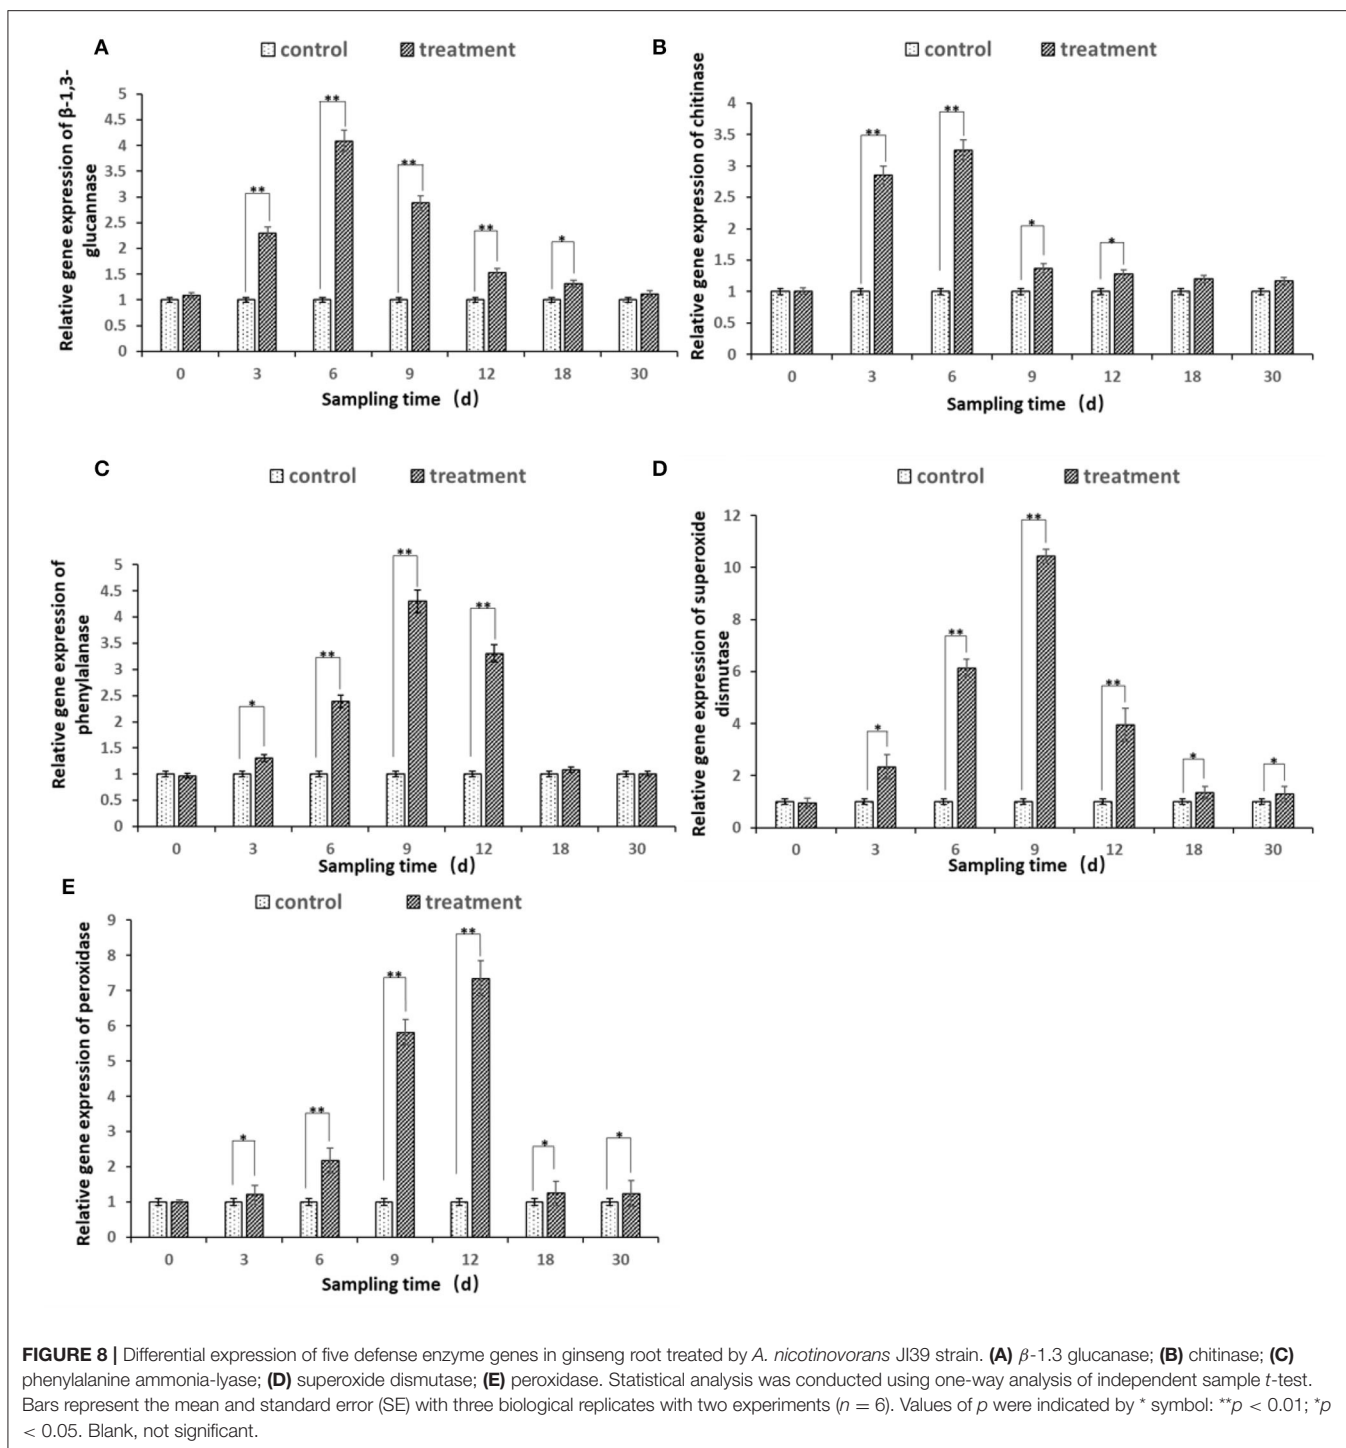 A
control treatment
Relative gene expression of β-1,3-
glucannase
5
4.5
4
3.5
3
2.5
2
1.5
1
0.5
0
** ** ** ** *
0 3 6 9 12 18 30
Sampling time (d)
B
control treatment
Relative gene expression of chitinase
4
3.5
3
2.5
2
1.5
1
0.5
0
** ** * *
0 3 6 9 12 18 30
Sampling time (d)
C
control treatment
Relative gene expression of
phenylalanase
5
4.5
4
3.5
3
2.5
2
1.5
1
0.5
0
* ** ** **
0 3 6 9 12 18 30
Sampling time (d)
D
control treatment
Relative gene expression of superoxide
dismutase
12
10
8
6
4
2
0
* ** ** ** * *
0 3 6 9 12 18 30
Sampling time (d)
E
control treatment
Relative gene expression of peroxidase
9
8
7
6
5
4
3
2
1
0
* ** ** ** * *
0 3 6 9 12 18 30
Sampling time (d)
FIGURE 8 | Differential expression of five defense enzyme genes in ginseng root treated by A. nicotinovorans JI39 strain. (A) β-1.3 glucanase; (B) chitinase; (C)
phenylalanine ammonia-lyase; (D) superoxide dismutase; (E) peroxidase. Statistical analysis was conducted using one-way analysis of independent sample t-test.
Bars represent the mean and standard error (SE) with three biological replicates with two experiments (n = 6). Values of p were indicated by * symbol: **p < 0.01; *p
< 0.05. Blank, not significant.